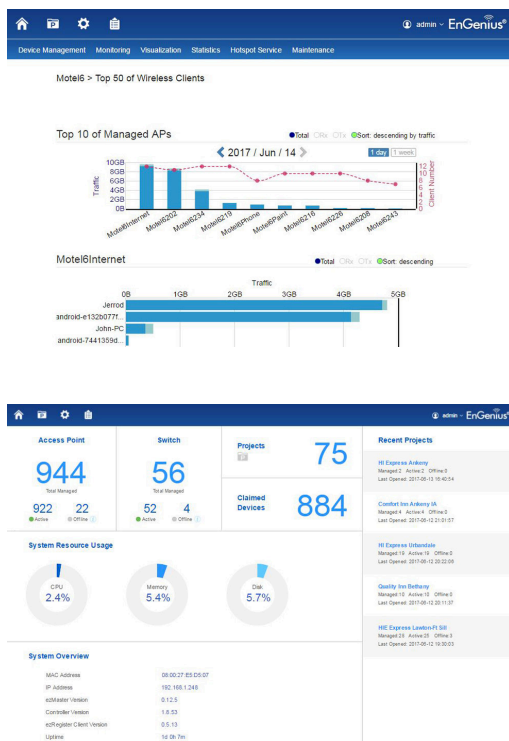 admin
EnGenius®
Device Management Monitoring Visualization Statistics Hotspot Service Maintenance
Motel6 > Top 50 of Wireless Clients
Top 10 of Managed APs
Total Rx Tx Sort: descending by traffic
2017 / Jun / 14
1 day 1 week
Traffic
10GB
8GB
6GB
4GB
2GB
0B
12
10
8
6
4
2
0
Client Number
Motel6Internet Motel6202 Motel6234 Motel6219 Motel6Phone Motel6Paint Motel6216 Motel6226 Motel6208 Motel6243
Motel6Internet
Total Rx Tx Sort: descending
Traffic
0B 1GB 2GB 3GB 4GB 5GB
Jerrod
android-e132b077f...
John-PC
android-7441359d...
admin
EnGenius®
Access Point
944
Total Managed
922 22
Active Offline
Switch
56
Total Managed
52 4
Active Offline
Projects
75
Claimed
Devices
884
Recent Projects
HI Express Ankeny
Managed:2 Active:2 Offline:0
Last Opened: 2017-06-13 16:40:54
Comfort Inn Ankeny IA
Managed:4 Active:4 Offline:0
Last Opened: 2017-06-12 21:01:57
HI Express Urbandale
Managed:19 Active:19 Offline:0
Last Opened: 2017-06-12 20:22:08
Quality Inn Bethany
Managed:10 Active:10 Offline:0
Last Opened: 2017-06-12 20:11:37
HIE Express Lawton-Ft Sill
Managed:25 Active:25 Offline:0
Last Opened: 2017-06-12 19:30:03
System Resource Usage
CPU
2.4%
Memory
5.4%
Disk
5.7%
System Overview
MAC Address 08:00:27:E5:D5:07
IP Address 192.168.1.248
ezMaster Version 0.12.5
Controller Version 1.8.53
ezRegister Client Version 0.5.13
Uptime 1d 0h 7m